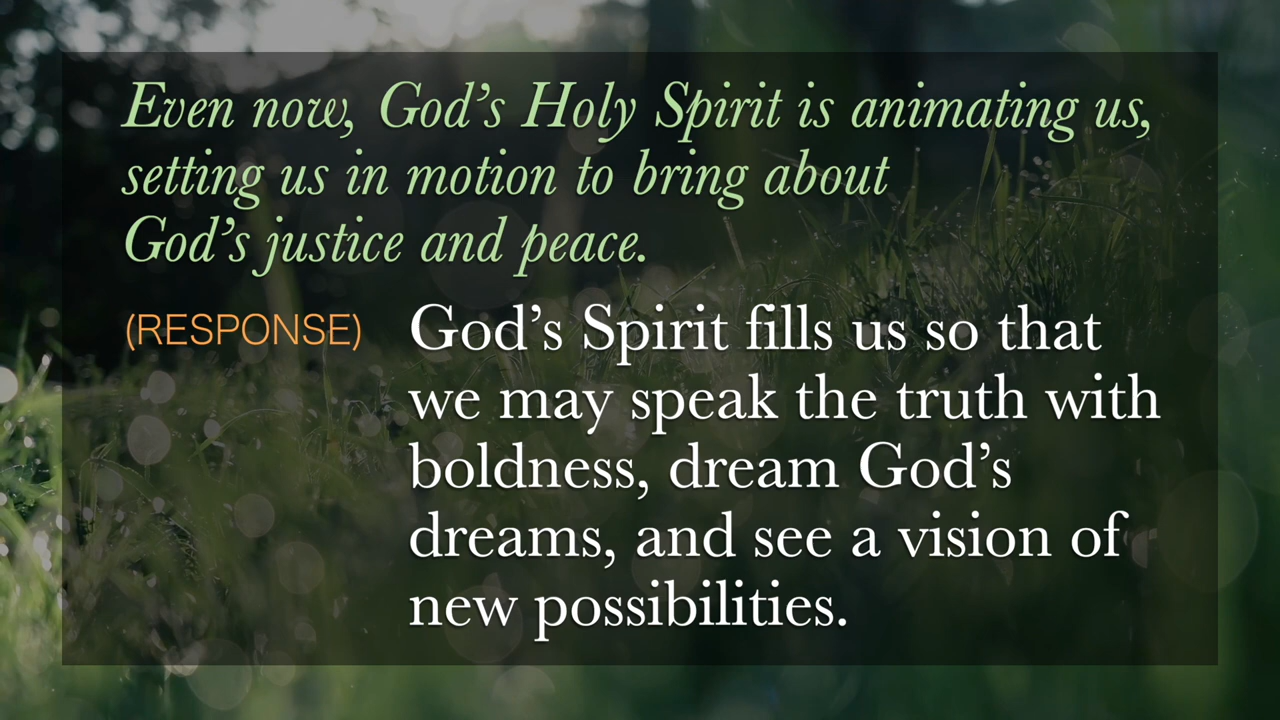 Even now, God’s Holy Spirit is animating us,
setting us in motion to bring about
God’s justice and peace.
(RESPONSE) God’s Spirit fills us so that
we may speak the truth with
boldness, dream God’s
dreams, and see a vision of
new possibilities.